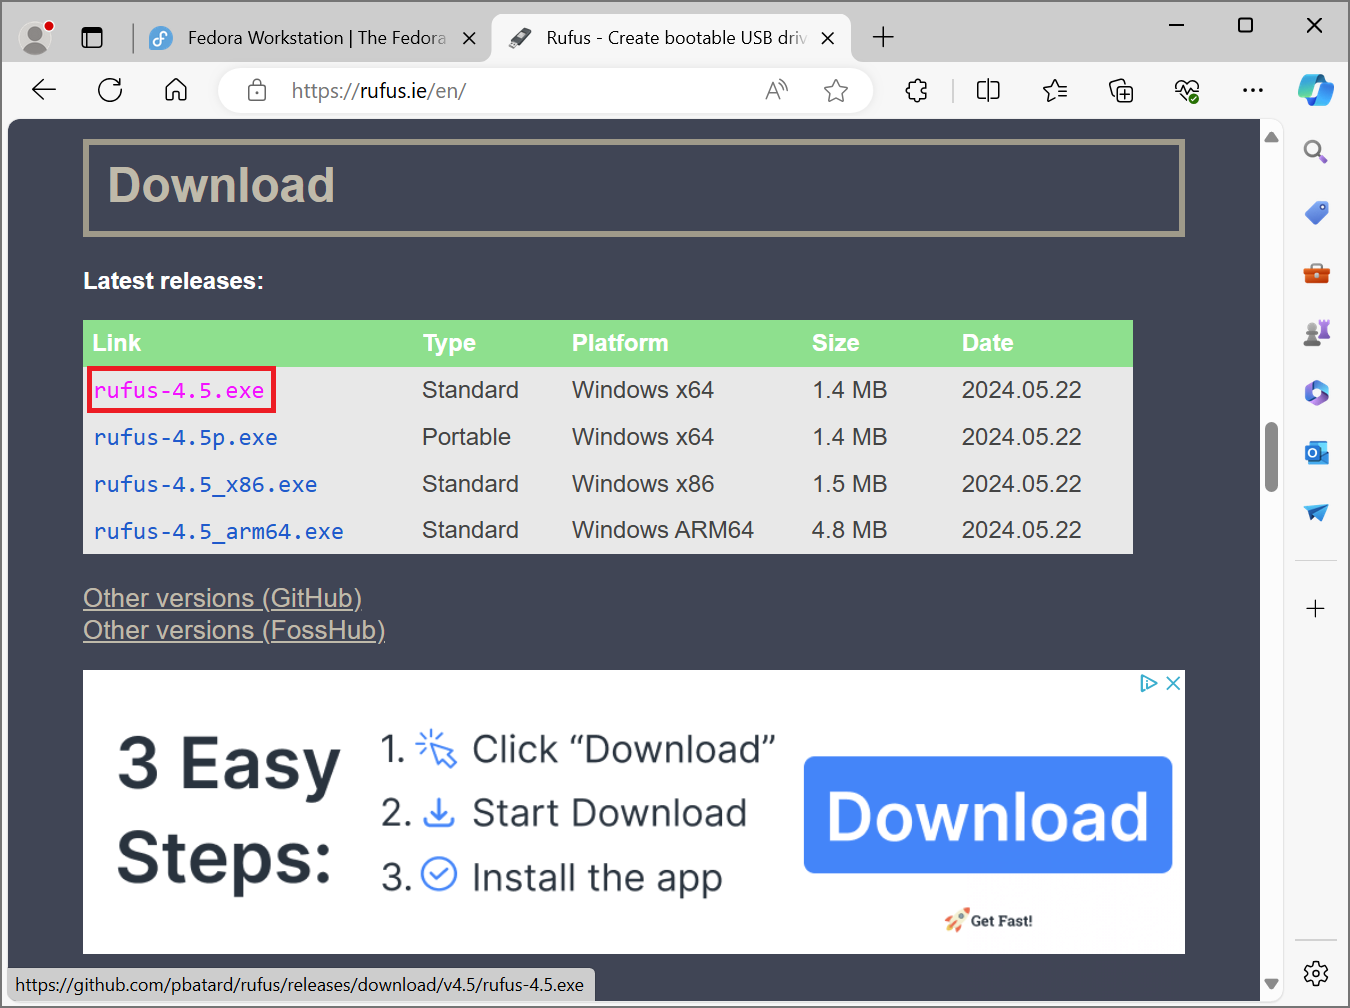 Fedora Workstation | The Fedora
Rufus - Create bootable USB driv
https://rufus.ie/en/
Download
Latest releases:
Link Type Platform Size Date
rufus-4.5.exe Standard Windows x64 1.4 MB 2024.05.22
rufus-4.5p.exe Portable Windows x64 1.4 MB 2024.05.22
rufus-4.5_x86.exe Standard Windows x86 1.5 MB 2024.05.22
rufus-4.5_arm64.exe Standard Windows ARM64 4.8 MB 2024.05.22
Other versions (GitHub)
Other versions (FossHub)
3 Easy
Steps:
1. Click “Download”
2. Start Download
3. Install the app
Download
Get Fast!
https://github.com/pbatard/rufus/releases/download/v4.5/rufus-4.5.exe